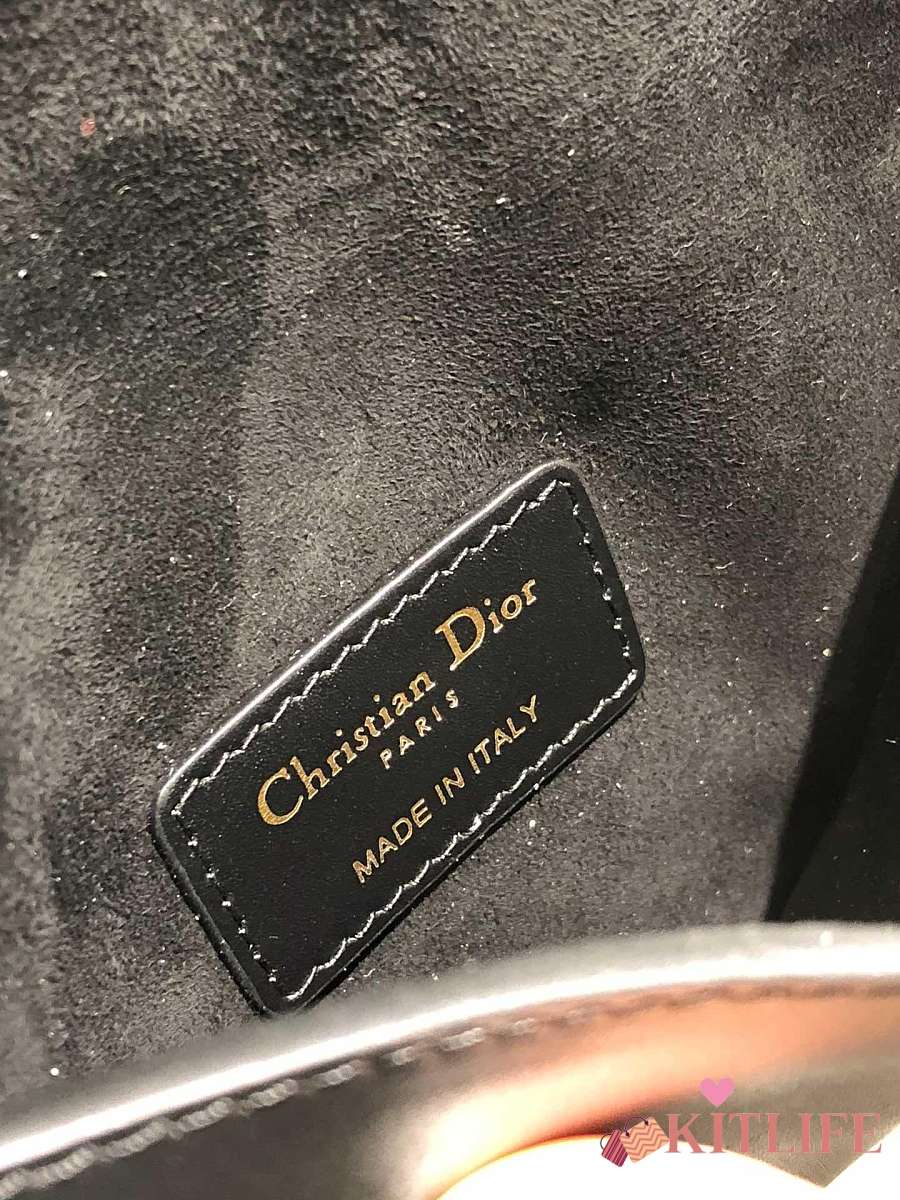 Christian Dior
PARIS
MADE IN ITALY
KITLIFE